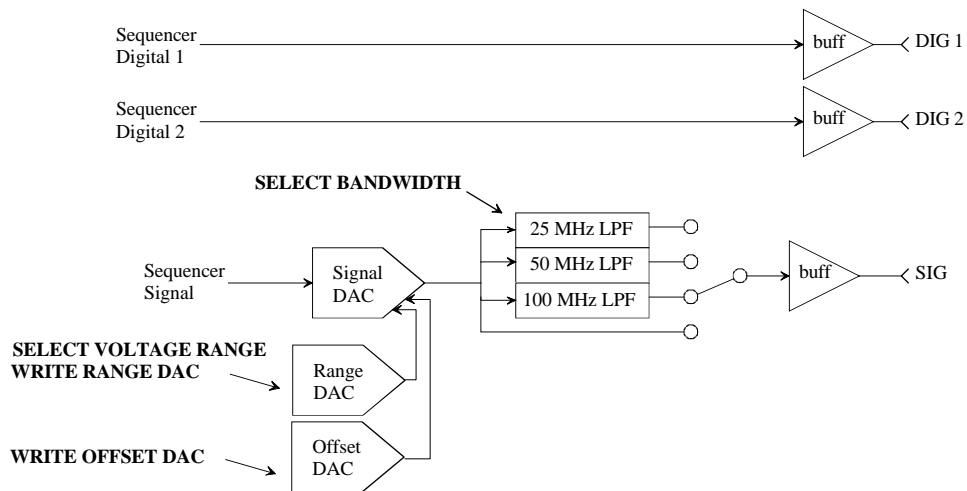 Sequencer
Digital 1
buff
DIG 1
Sequencer
Digital 2
buff
DIG 2
SELECT BANDWIDTH
25 MHz LPF
50 MHz LPF
100 MHz LPF
Sequencer
Signal
Signal
DAC
buff
SIG
SELECT VOLTAGE RANGE
WRITE RANGE DAC
Range
DAC
WRITE OFFSET DAC
Offset
DAC